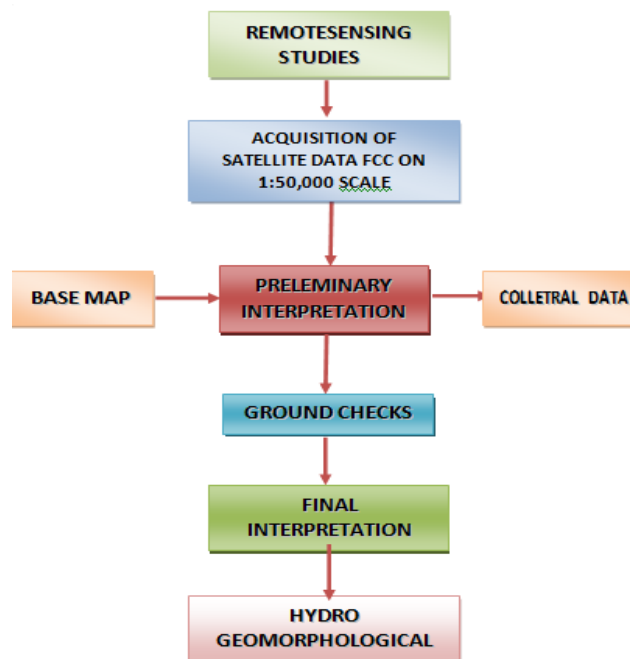 REMOTESENSING
STUDIES
ACQUISITION OF
SATELLITE DATA FCC ON
1:50,000 SCALE
BASE MAP
PRELEMINARY
INTERPRETATION
COLLETRAL DATA
GROUND CHECKS
FINAL
INTERPRETATION
HYDRO
GEOMORPHOLOGICAL